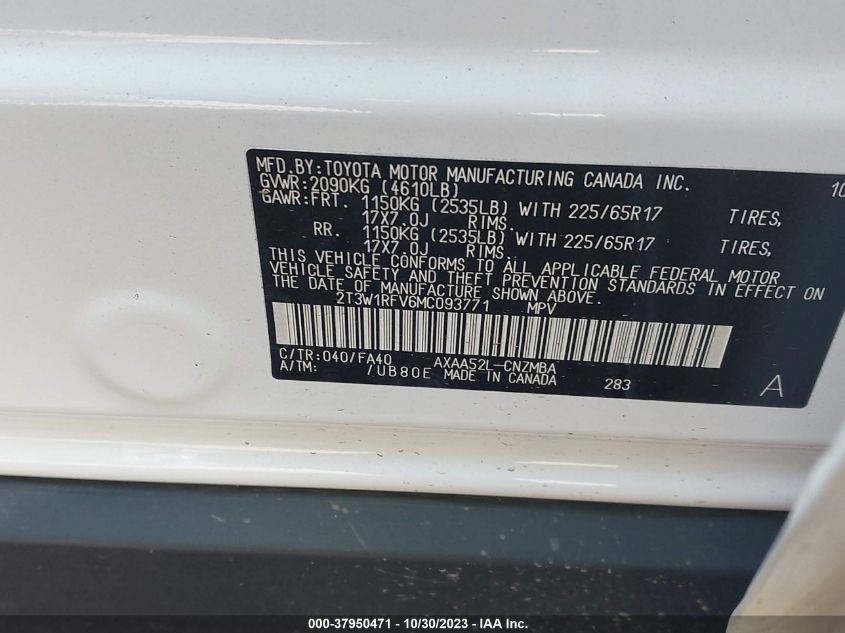 MFD.BY:TOYOTA MOTOR MANUFACTURING CANADA INC. 10
GVWR:2090KG (4610LB)
GAWR:FRT. 1150KG (2535LB) WITH 225/65R17 TIRES,
17X7.0J RIMS.
RR. 1150KG (2535LB) WITH 225/65R17 TIRES,
17X7.0J RIMS.
THIS VEHICLE CONFORMS TO ALL APPLICABLE FEDERAL MOTOR
VEHICLE SAFETY AND THEFT PREVENTION STANDARDS IN EFFECT ON
THE DATE OF MANUFACTURE SHOWN ABOVE.
2T3W1RFV6MC093771 MPV
C/TR:040/FA40 AXAA52L-CNZMBA
A/TM: /UB80E MADE IN CANADA 283 A
000-37950471 - 10/30/2023 - IAA Inc.